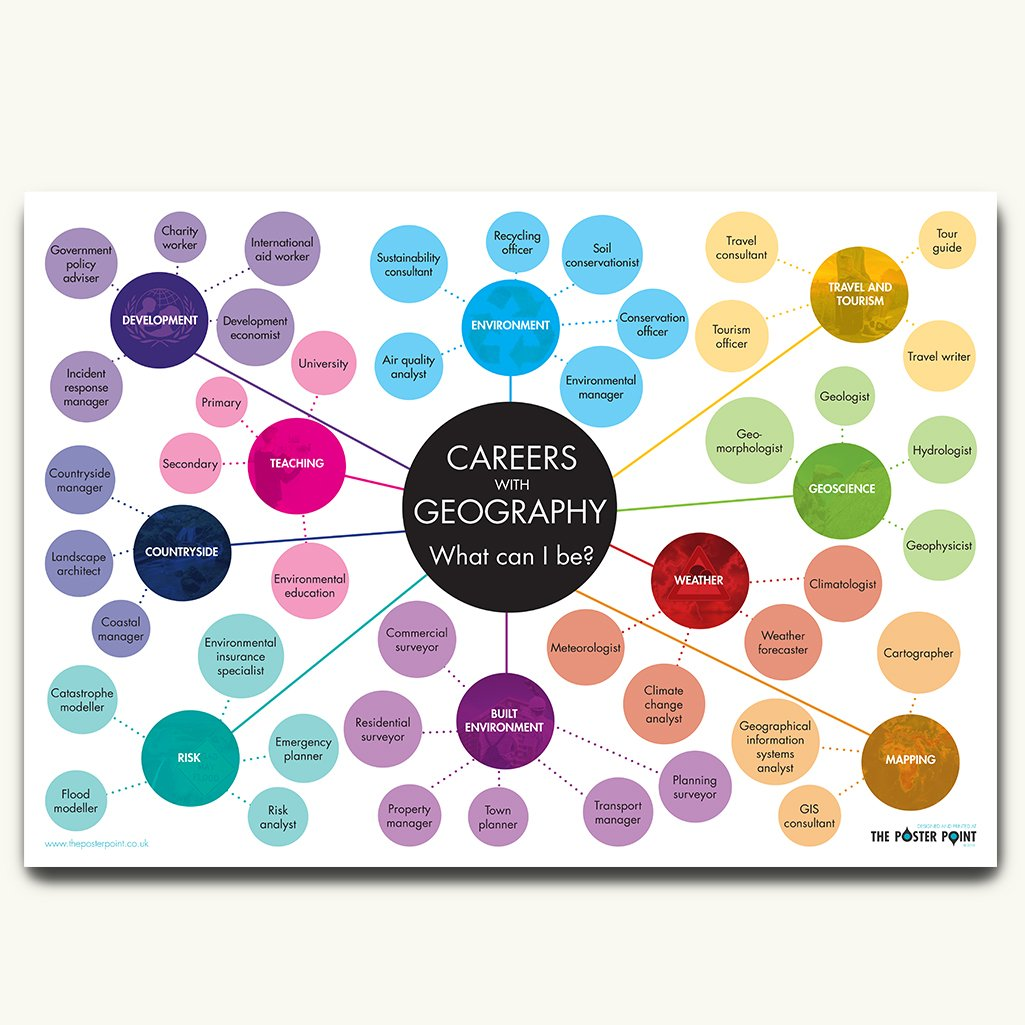 CAREERS
WITH
GEOGRAPHY
What can I be?
DEVELOPMENT
Government
policy
adviser
Charity
worker
International
aid worker
Development
economist
Incident
response
manager
ENVIRONMENT
Sustainability
consultant
Recycling
officer
Soil
conservationist
Conservation
officer
Environmental
manager
Air quality
analyst
TRAVEL AND
TOURISM
Travel
consultant
Tour
guide
Tourism
officer
Travel writer
TEACHING
University
Primary
Secondary
Environmental
education
GEOSCIENCE
Geologist
Geo-
morphologist
Hydrologist
Geophysicist
COUNTRYSIDE
Countryside
manager
Landscape
architect
Coastal
manager
WEATHER
Climatologist
Meteorologist
Weather
forecaster
Climate
change
analyst
RISK
Environmental
insurance
specialist
Catastrophe
modeller
Emergency
planner
Flood
modeller
Risk
analyst
BUILT
ENVIRONMENT
Commercial
surveyor
Residential
surveyor
Property
manager
Town
planner
Transport
manager
Planning
surveyor
MAPPING
Cartographer
Geographical
information
systems
analyst
GIS
consultant
www.theposterpoint.co.uk
DESIGNED AND PRINTED AT
THE POSTER POINT